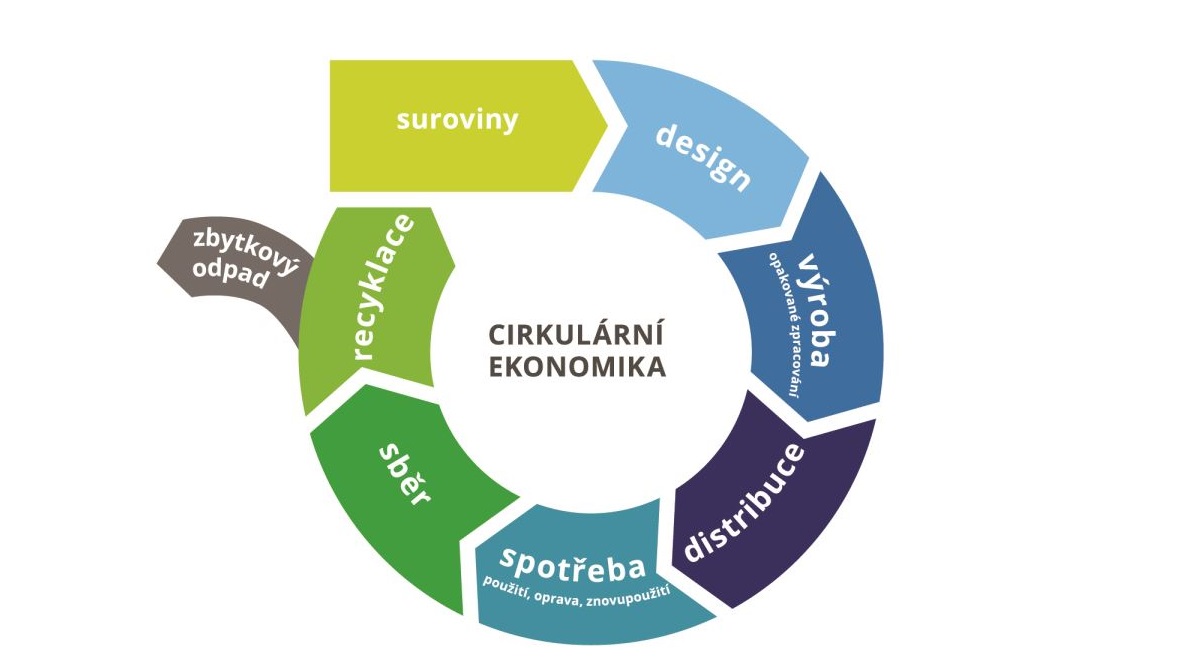 suroviny
design
výroba
opakované zpracování
distribuce
spotřeba
použití, oprava, znovupoužití
sběr
recyklace
zbytkový
odpad
CIRKULÁRNÍ
EKONOMIKA